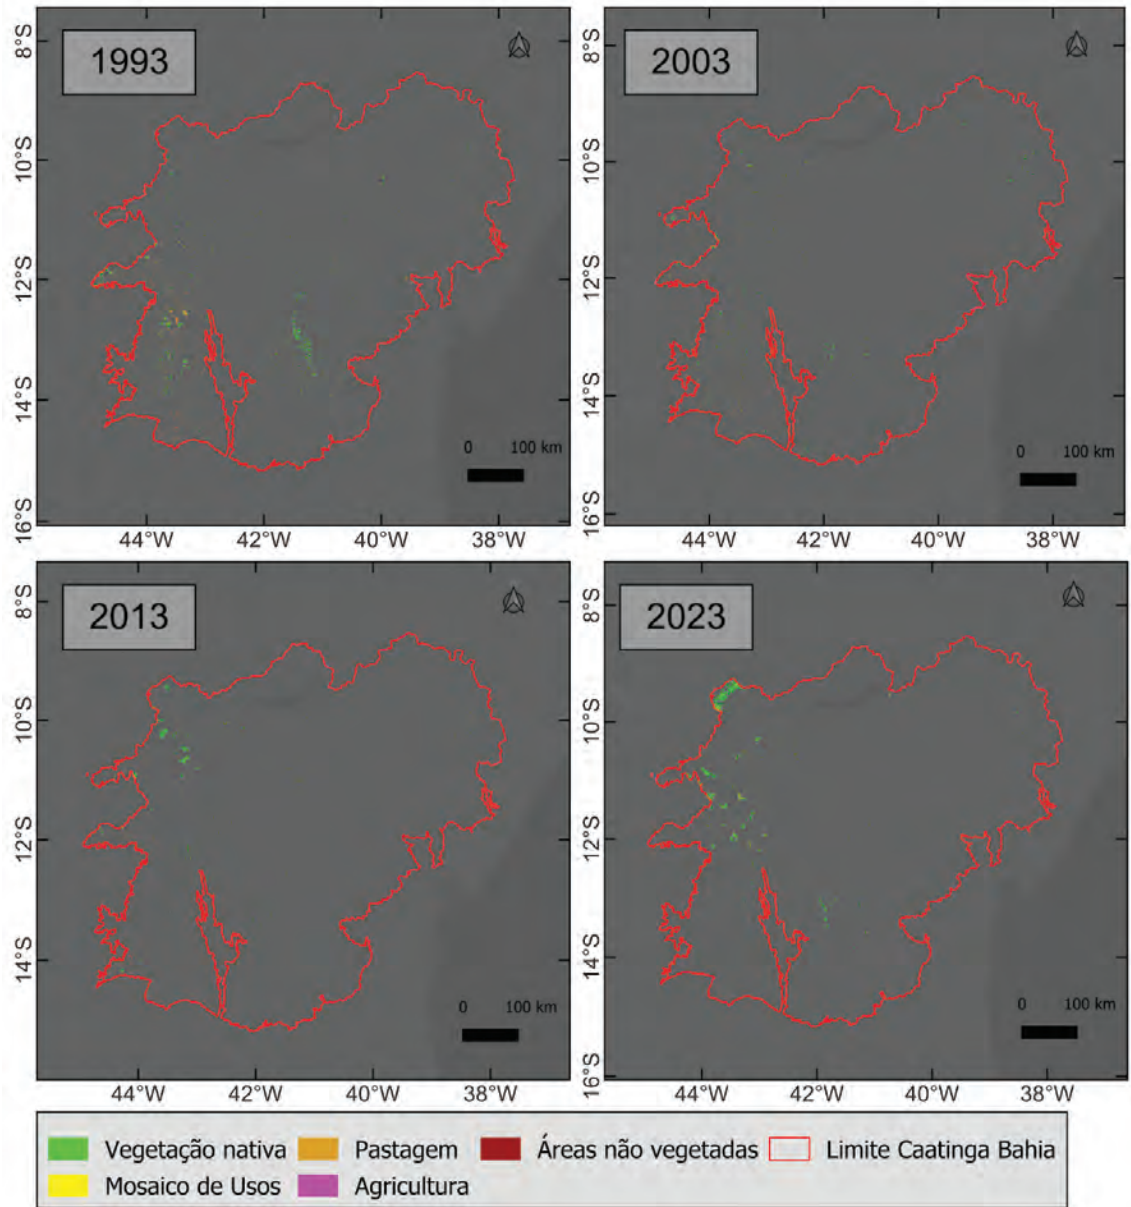 1993
2003
8°S
10°S
12°S
14°S
16°S
0 100 km
44°W 42°W 40°W 38°W
8°S
10°S
12°S
14°S
16°S
0 100 km
44°W 42°W 40°W 38°W
2013
2023
8°S
10°S
12°S
14°S
0 100 km
44°W 42°W 40°W 38°W
8°S
10°S
12°S
14°S
16°S
0 100 km
44°W 42°W 40°W 38°W
Vegetação nativa Pastagem Áreas não vegetadas Limite Caatinga Bahia
Mosaico de Usos Agricultura